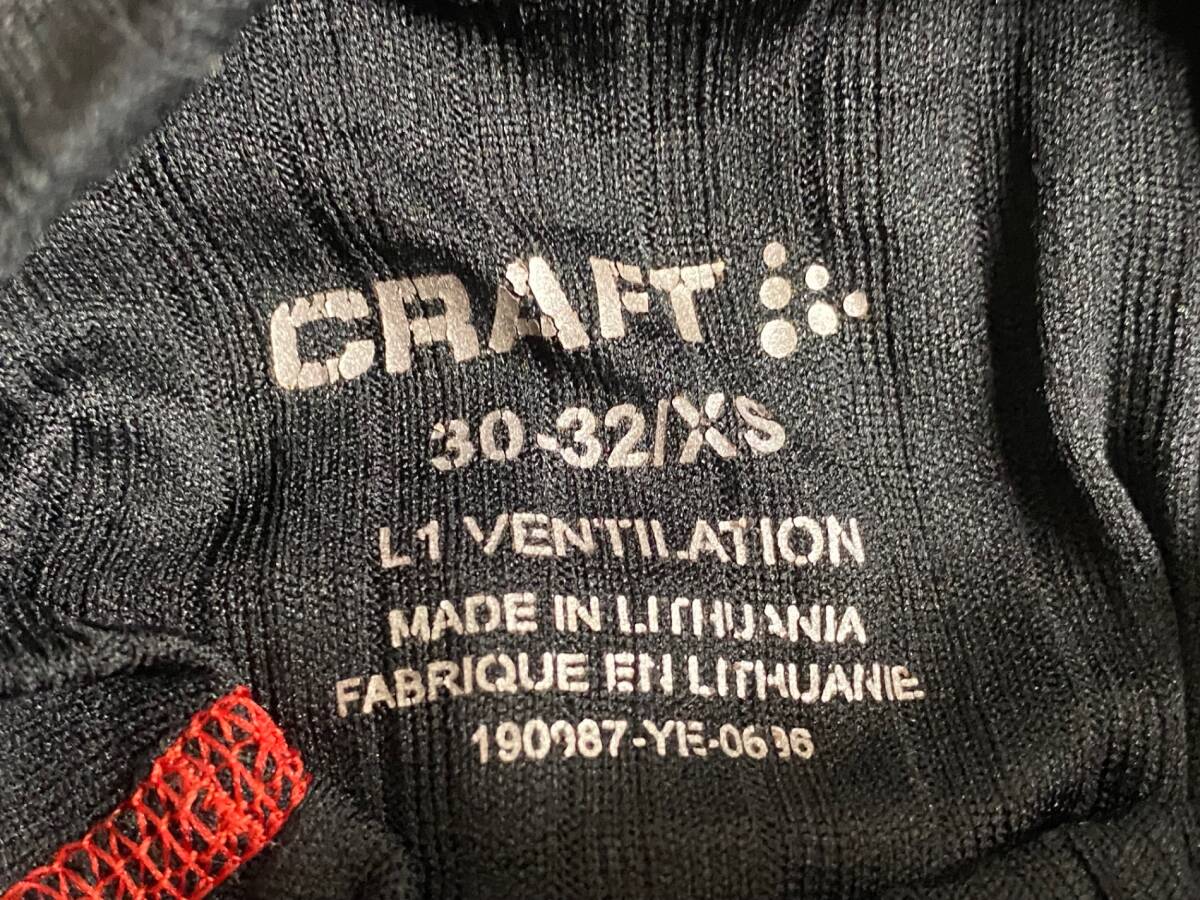 CRAFT
30-32/XS
L1 VENTILATION
MADE IN LITHUANIA
FABRIQUE EN LITHUANIE